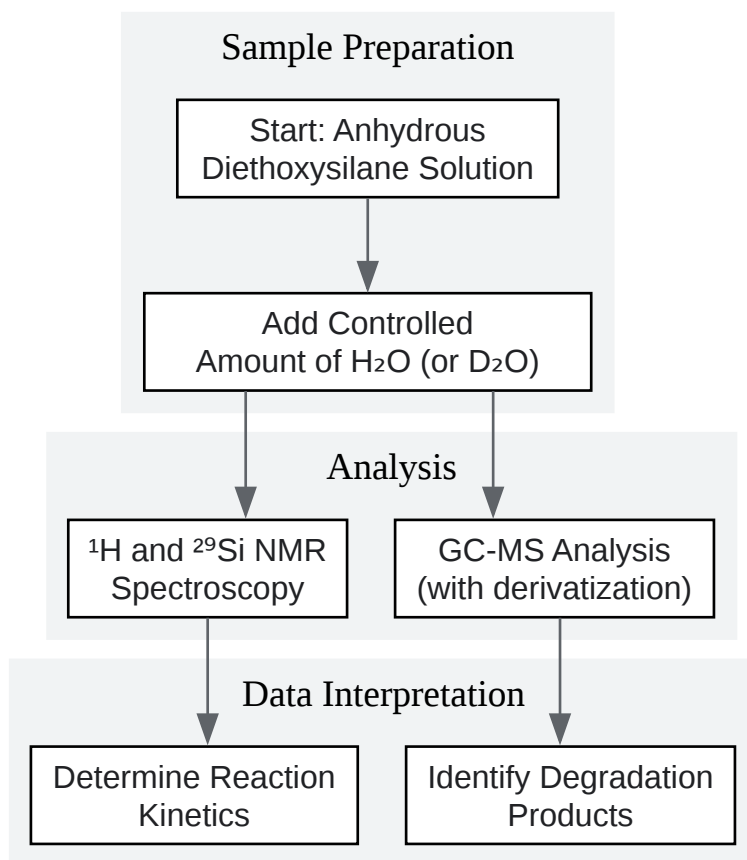 Sample Preparation
Start: Anhydrous
Diethoxysilane Solution
Add Controlled
Amount of H₂O (or D₂O)
Analysis
¹H and ²⁹Si NMR
Spectroscopy
GC-MS Analysis
(with derivatization)
Data Interpretation
Determine Reaction
Kinetics
Identify Degradation
Products